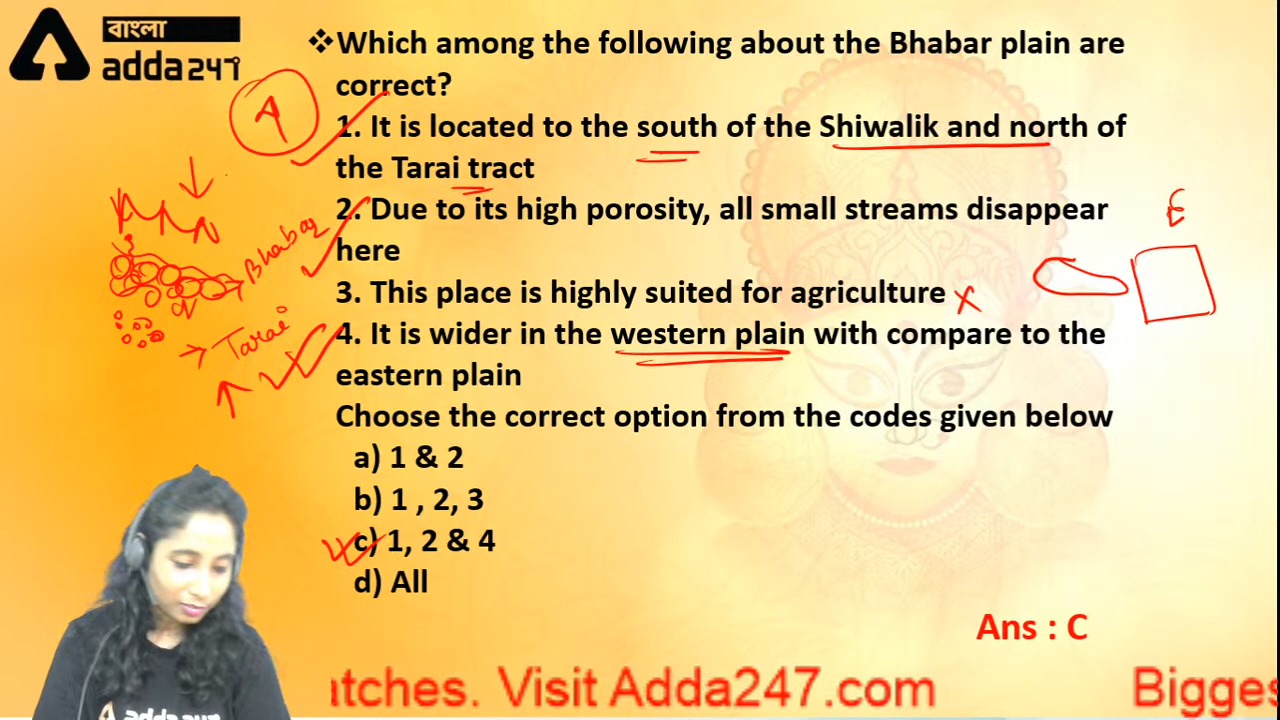 বাংলা
adda247
❖Which among the following about the Bhabar plain are
correct?
A
1. It is located to the south of the Shiwalik and north of
the Tarai tract
2. Due to its high porosity, all small streams disappear
here
Bhabar
E
3. This place is highly suited for agriculture x
Tarai
4. It is wider in the western plain with compare to the
eastern plain
Choose the correct option from the codes given below
a) 1 & 2
b) 1 , 2, 3
c) 1, 2 & 4
d) All
Ans : C
atches. Visit Adda247.com
Bigges